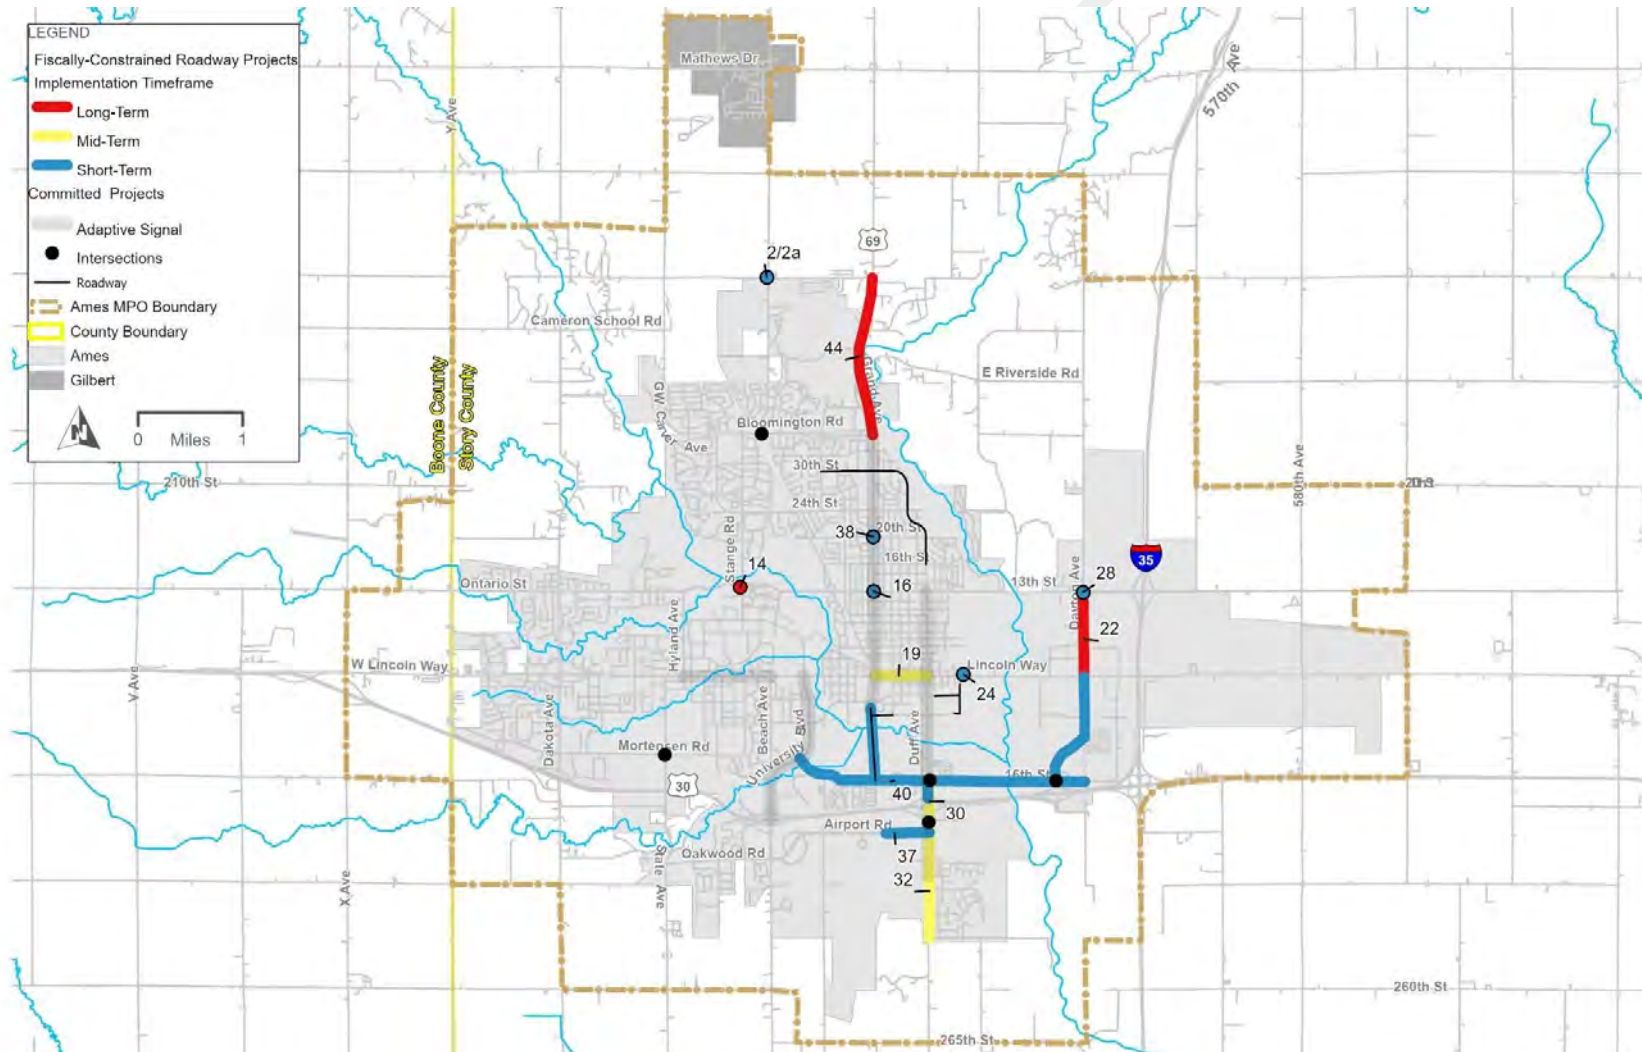 LEGEND
Fiscally-Constrained Roadway Projects
Implementation Timeframe
Long-Term
Mid-Term
Short-Term
Committed Projects
Adaptive Signal
Intersections
Roadway
Ames MPO Boundary
County Boundary
Ames
Gilbert
N
0 Miles 1
Mathews Dr
Y Ave
570th Ave
69
2/2a
Cameron School Rd
44
Grand Ave
E Riverside Rd
GW Carver Ave
Bloomington Rd
Boone County
Story County
30th St
210th St
580th Ave
24th St
38
20th St
16th St
Stange Rd
35
14
Ontario St
13th St
28
16
Dayton Ave
22
Hyland Ave
19
W Lincoln Way
Lincoln Way
24
V Ave
Dakota Ave
Beach Ave
University Blvd
Duff Ave
Mortensen Rd
30
16th St
40
30
Airport Rd
37
Oakwood Rd
State Ave
32
X Ave
260th St
265th St